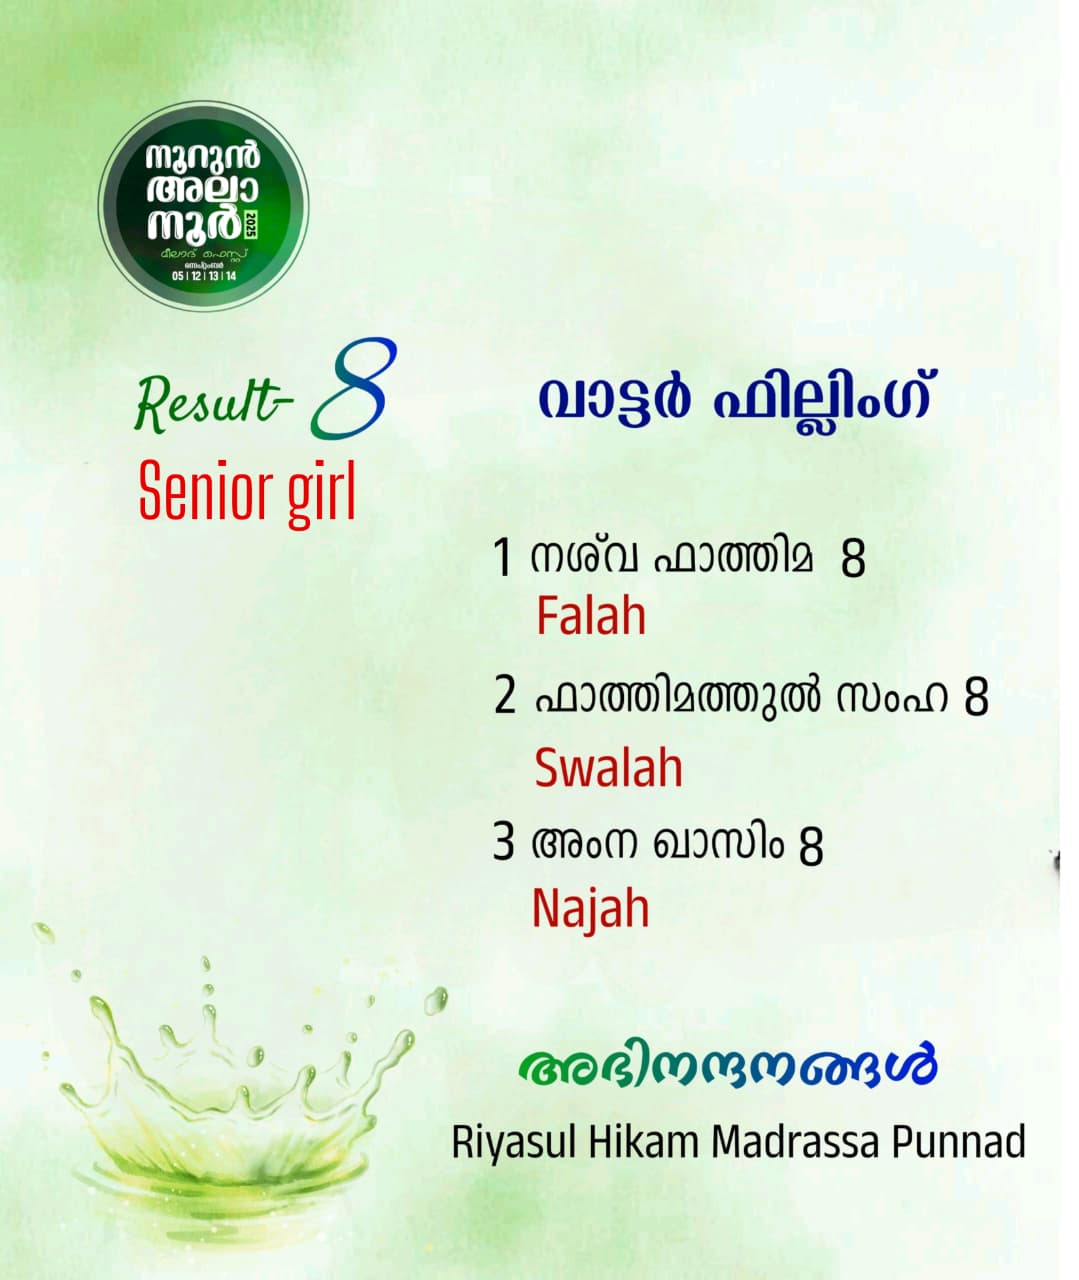 നൂറുൻ
അലാ
നൂർ 2025
മീലാദ് ഫെസ്റ്റ്
സെപ്റ്റംബർ
05 | 12 | 13 | 14
Result- 8
വാട്ടർ ഫില്ലിംഗ്
Senior girl
1 നശ്‌വ ഫാത്തിമ 8
Falah
2 ഫാത്തിമത്തുൽ സംഹ 8
Swalah
3 അംന ഖാസിം 8
Najah
അഭിനന്ദനങ്ങൾ
Riyasul Hikam Madrassa Punnad